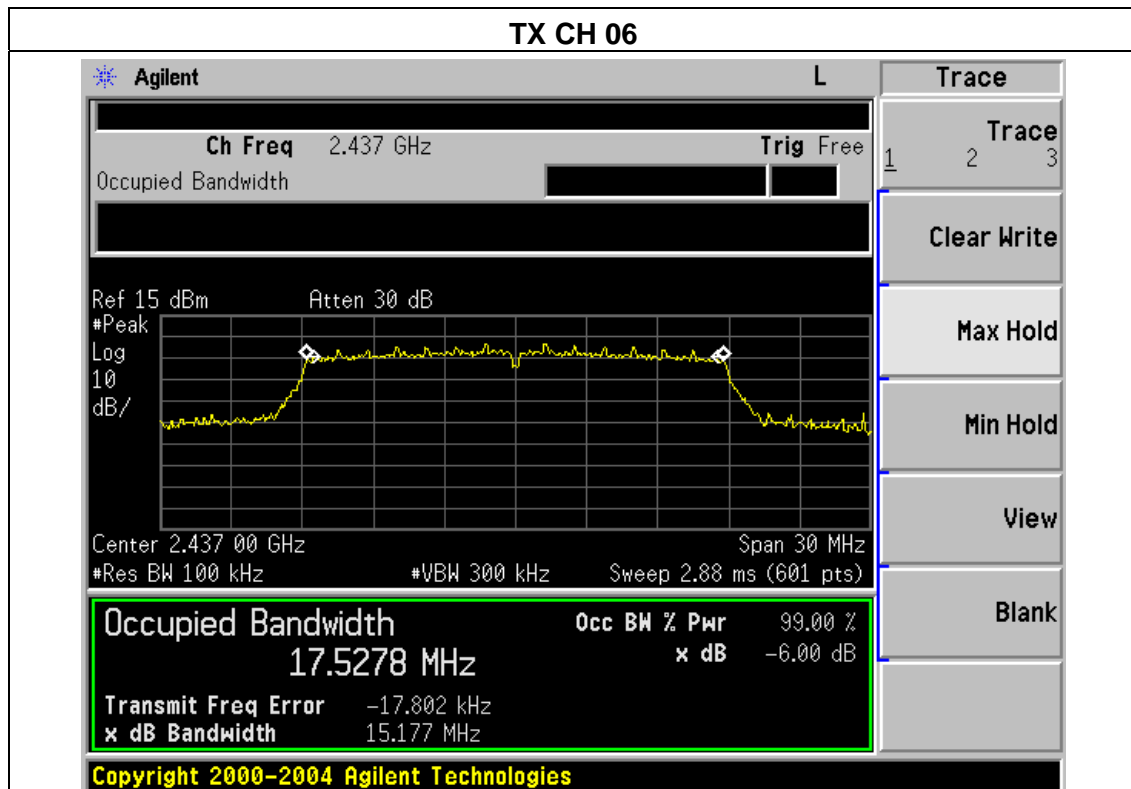 TX CH 06
Agilent L Trace
Ch Freq 2.437 GHz Trig Free
Occupied Bandwidth
Trace
1 2 3
Clear Write
Max Hold
Min Hold
View
Blank
Ref 15 dBm Atten 30 dB
#Peak
Log
10
dB/
Center 2.437 00 GHz Span 30 MHz
#Res BW 100 kHz #VBW 300 kHz Sweep 2.88 ms (601 pts)
Occupied Bandwidth Occ BW % Pwr 99.00 %
17.5278 MHz x dB -6.00 dB
Transmit Freq Error -17.802 kHz
x dB Bandwidth 15.177 MHz
Copyright 2000-2004 Agilent Technologies